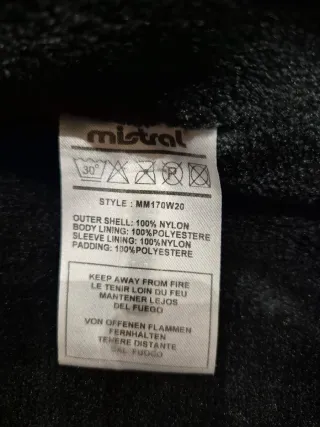 mistral
30°
P
STYLE : MM170W20
OUTER SHELL: 100% NYLON
BODY LINING: 100%POLYESTERE
SLEEVE LINING: 100%NYLON
PADDING: 100%POLYESTERE
KEEP AWAY FROM FIRE
LE TENIR LOIN DU FEU
MANTENER LEJOS
DEL FUEGO
VON OFFENEN FLAMMEN
FERNHALTEN
TENERE DISTANTE
DAL FUOCO